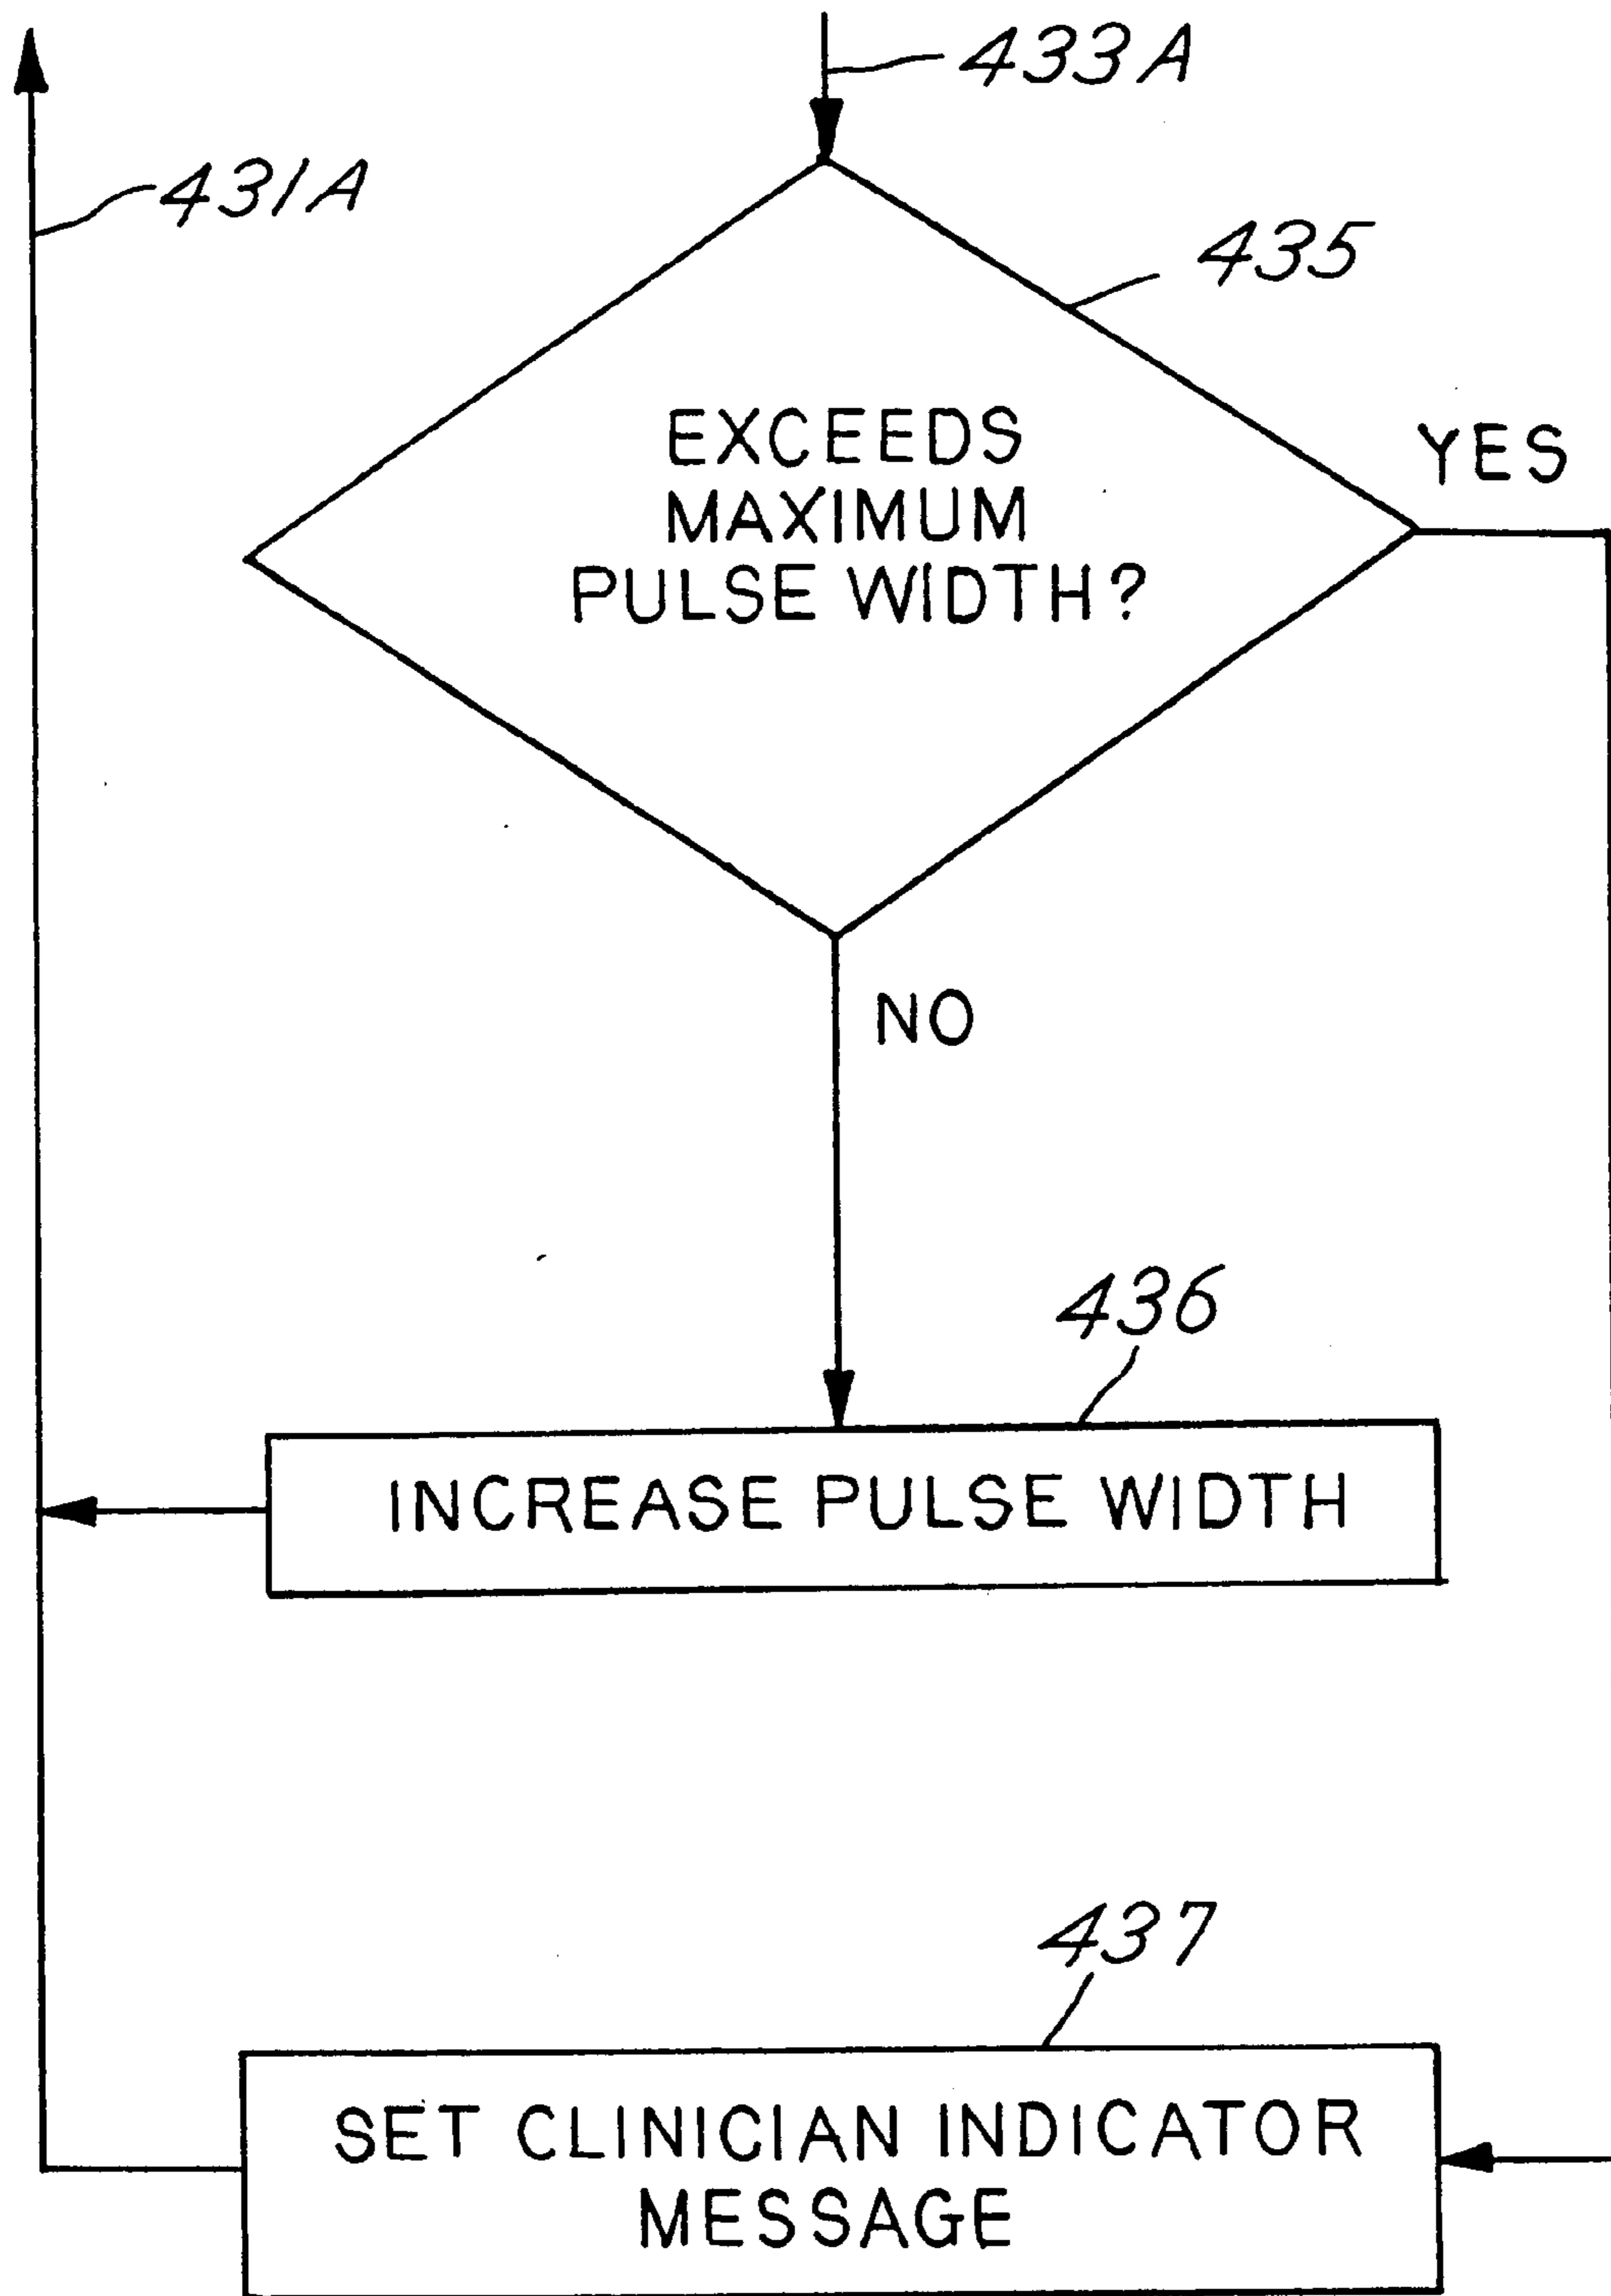 433A
431A
435
EXCEEDS
MAXIMUM
PULSE WIDTH?
YES
NO
436
INCREASE PULSE WIDTH
437
SET CLINICIAN INDICATOR
MESSAGE